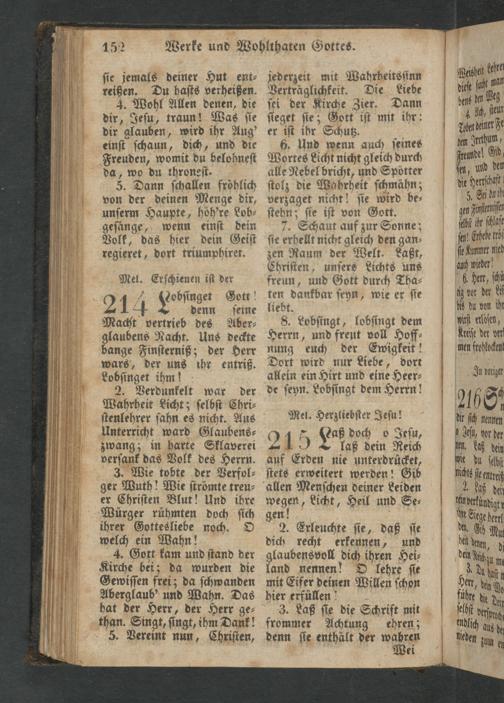 152 Werke und Wohlthaten Gottes.
sie jemals deiner Hut ent-
reißen. Du hasts verheißen.
4. Wohl Allen denen, die
dir, Jesu, traun! Was sie
dir glauben, wird ihr Aug'
einst schaun, dich, und die
Freuden, womit du belohnest
da, wo du thronest.
5. Dann schallen fröhlich
von der deinen Menge dir,
unserm Haupte, höh're Lob-
gesänge, wenn einst dein
Volk, das hier dein Geist
regieret, dort triumphiret.
Mel. Erschienen ist der
214 Lobsinget Gott!
denn seine
Macht vertrieb des Aber-
glaubens Nacht. Uns deckte
bange Finsterniß; der Herr
wars, der uns ihr entriß.
Lobsinget ihm!
2. Verdunkelt war der
Wahrheit Licht; selbst Chri-
stenlehrer sahn es nicht. Aus
Unterricht ward Glaubens-
zwang; in harte Sklaverei
versank das Volk des Herrn.
3. Wie tobte der Verfol-
ger Wuth! Wie strömte treu-
er Christen Blut! Und ihre
Würger rühmten doch sich
ihrer Gottesliebe noch. O
welch ein Wahn!
4. Gott kam und stand der
Kirche bei; da wurden die
Gewissen frei; da schwanden
Aberglaub' und Wahn. Das
hat der Herr, der Herr ge-
than. Singt, singt, ihm Dank!
5. Vereint nun, Christen,
jederzeit mit Wahrheitssinn
Verträglichkeit. Die Liebe
sei der Kirche Zier. Dann
sieget sie; Gott ist mit ihr:
er ist ihr Schutz.
6. Und wenn auch seines
Wortes Licht nicht gleich durch
alle Nebel bricht, und Spötter
stolz die Wahrheit schmähn;
verzaget nicht! sie wird be-
stehn; sie ist von Gott.
7. Schaut auf zur Sonne;
sie erhellt nicht gleich den gan-
zen Raum der Welt. Laßt,
Christen, unsers Lichts uns
freun, und Gott durch Tha-
ten dankbar seyn, wie er sie
liebt.
8. Lobsingt, lobsingt dem
Herrn, und freut voll Hoff-
nung euch der Ewigkeit!
Dort wird nur Liebe, dort
allein ein Hirt und eine Heer-
de seyn. Lobsingt dem Herrn!
Mel. Herzliebster Jesu!
215 Laß doch o Jesu,
laß dein Reich
auf Erden nie unterdrücket,
stets erweitert werden! Gib
allen Menschen deiner Leiden
wegen, Licht, Heil und Se-
gen!
2. Erleuchte sie, daß sie
dich recht erkennen, und
glaubensvoll dich ihren Hei-
land nennen! O lehre sie
mit Eifer deinen Willen schon
hier erfüllen!
3. Laß sie die Schrift mit
frommer Achtung ehren;
denn sie enthält der wahren
Wei
Weisheit Lehren
4. Ach, steur
6. Herr, schü
In voriger
216